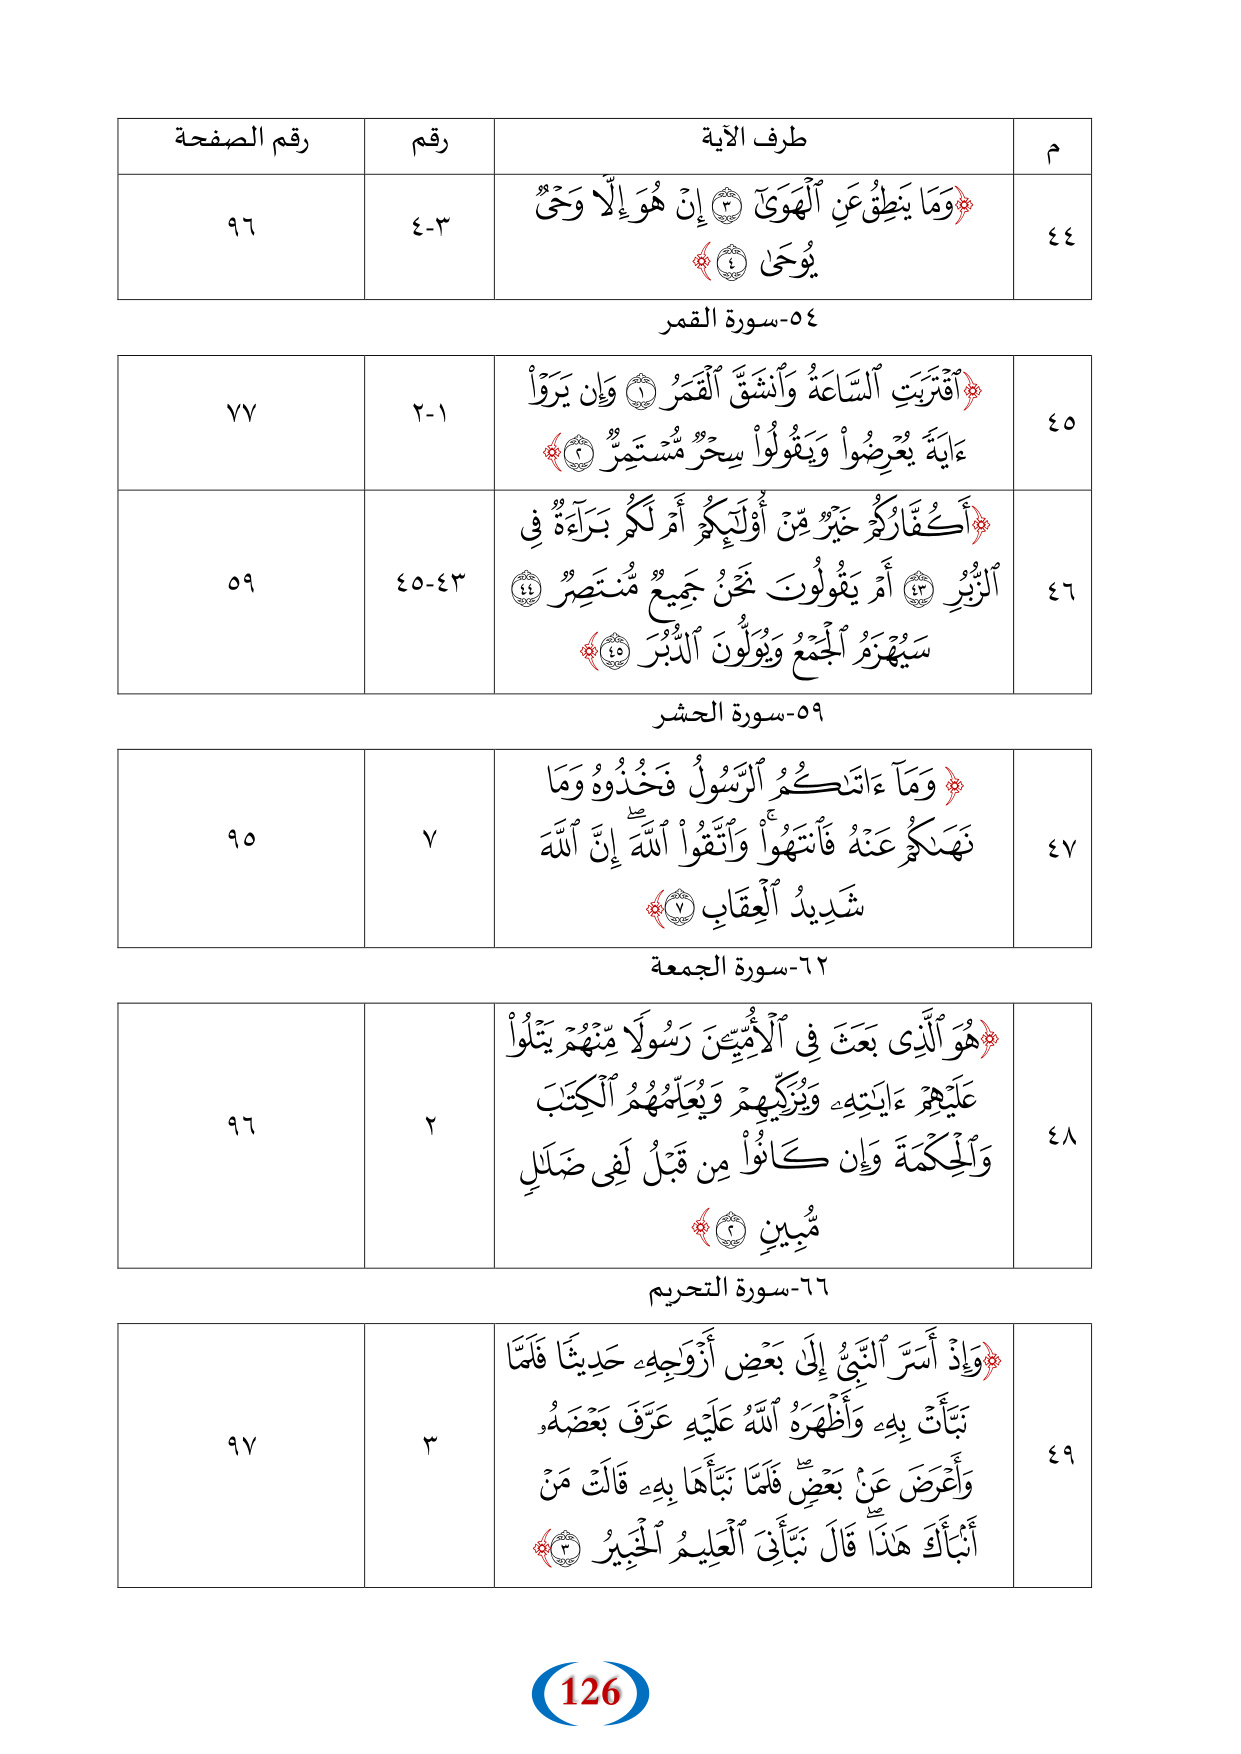 م طرف الآية رقم رقم الصفحة
٤٤ ﴿وَمَا يَنطِقُ عَنِ ٱلْهَوَىٰٓ ۝٣ إِنْ هُوَ إِلَّا وَحْىٌ ٣-٤ ٩٦
يُوحَىٰ ۝٤ ﴾
٥٤-سورة القمر
٤٥ ﴿ٱقْتَرَبَتِ ٱلسَّاعَةُ وَٱنشَقَّ ٱلْقَمَرُ ۝١ وَإِن يَرَوْا۟ ١-٢ ٧٧
ءَايَةً يُعْرِضُوا۟ وَيَقُولُوا۟ سِحْرٌ مُّسْتَمِرٌّ ۝٢﴾
٤٦ ﴿أَكُفَّارُكُمْ خَيْرٌ مِّنْ أُو۟لَٰٓئِكُمْ أَمْ لَكُم بَرَآءَةٌ فِى ٤٣-٤٥ ٥٩
ٱلزُّبُرِ ۝٤٣ أَمْ يَقُولُونَ نَحْنُ جَمِيعٌ مُّنتَصِرٌ ۝٤٤
سَيُهْزَمُ ٱلْجَمْعُ وَيُوَلُّونَ ٱلدُّبُرَ ۝٤٥﴾
٥٩-سورة الحشر
٤٧ ﴿ وَمَآ ءَاتَىٰكُمُ ٱلرَّسُولُ فَخُذُوهُ وَمَا ٧ ٩٥
نَهَىٰكُمْ عَنْهُ فَٱنتَهُوا۟ ۚ وَٱتَّقُوا۟ ٱللَّهَ ۖ إِنَّ ٱللَّهَ
شَدِيدُ ٱلْعِقَابِ ۝٧﴾
٦٢-سورة الجمعة
٤٨ ﴿هُوَ ٱلَّذِى بَعَثَ فِى ٱلْأُمِّيِّـۧنَ رَسُولًا مِّنْهُمْ يَتْلُوا۟ ٢ ٩٦
عَلَيْهِمْ ءَايَٰتِهِۦ وَيُزَكِّيهِمْ وَيُعَلِّمُهُمُ ٱلْكِتَٰبَ
وَٱلْحِكْمَةَ وَإِن كَانُوا۟ مِن قَبْلُ لَفِى ضَلَٰلٍ
مُّبِينٍ ۝٢ ﴾
٦٦-سورة التحريم
٤٩ ﴿وَإِذْ أَسَرَّ ٱلنَّبِىُّ إِلَىٰ بَعْضِ أَزْوَٰجِهِۦ حَدِيثًا فَلَمَّا ٣ ٩٧
نَبَّأَتْ بِهِۦ وَأَظْهَرَهُ ٱللَّهُ عَلَيْهِ عَرَّفَ بَعْضَهُۥ
وَأَعْرَضَ عَنۢ بَعْضٍ ۖ فَلَمَّا نَبَّأَهَا بِهِۦ قَالَتْ مَنْ
أَنۢبَأَكَ هَٰذَا ۖ قَالَ نَبَّأَنِىَ ٱلْعَلِيمُ ٱلْخَبِيرُ ۝٣﴾
126